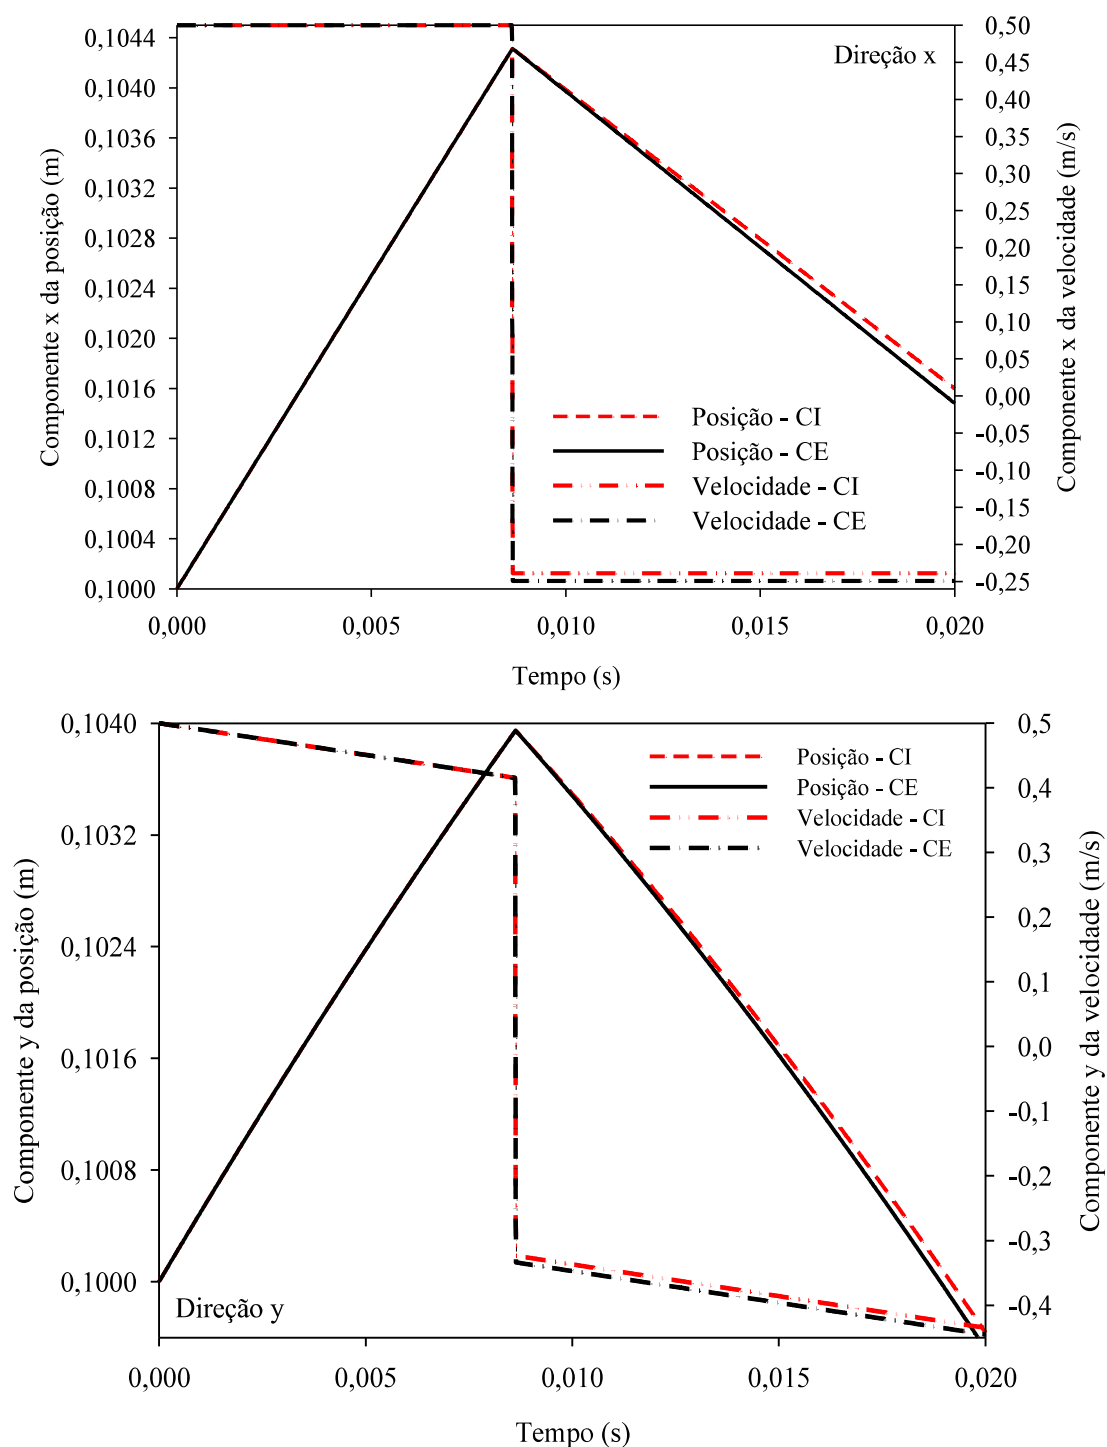 Direção x
Componente x da posição (m)
0,1044
0,1040
0,1036
0,1032
0,1028
0,1024
0,1020
0,1016
0,1012
0,1008
0,1004
0,1000
0,50
0,45
0,40
0,35
0,30
0,25
0,20
0,15
0,10
0,05
0,00
-0,05
-0,10
-0,15
-0,20
-0,25
Componente x da velocidade (m/s)
Posição - CI
Posição - CE
Velocidade - CI
Velocidade - CE
0,000 0,005 0,010 0,015 0,020
Tempo (s)
Componente y da posição (m)
0,1040
0,1032
0,1024
0,1016
0,1008
0,1000
0,5
0,4
0,3
0,2
0,1
0,0
-0,1
-0,2
-0,3
-0,4
Componente y da velocidade (m/s)
Posição - CI
Posição - CE
Velocidade - CI
Velocidade - CE
Direção y
0,000 0,005 0,010 0,015 0,020
Tempo (s)